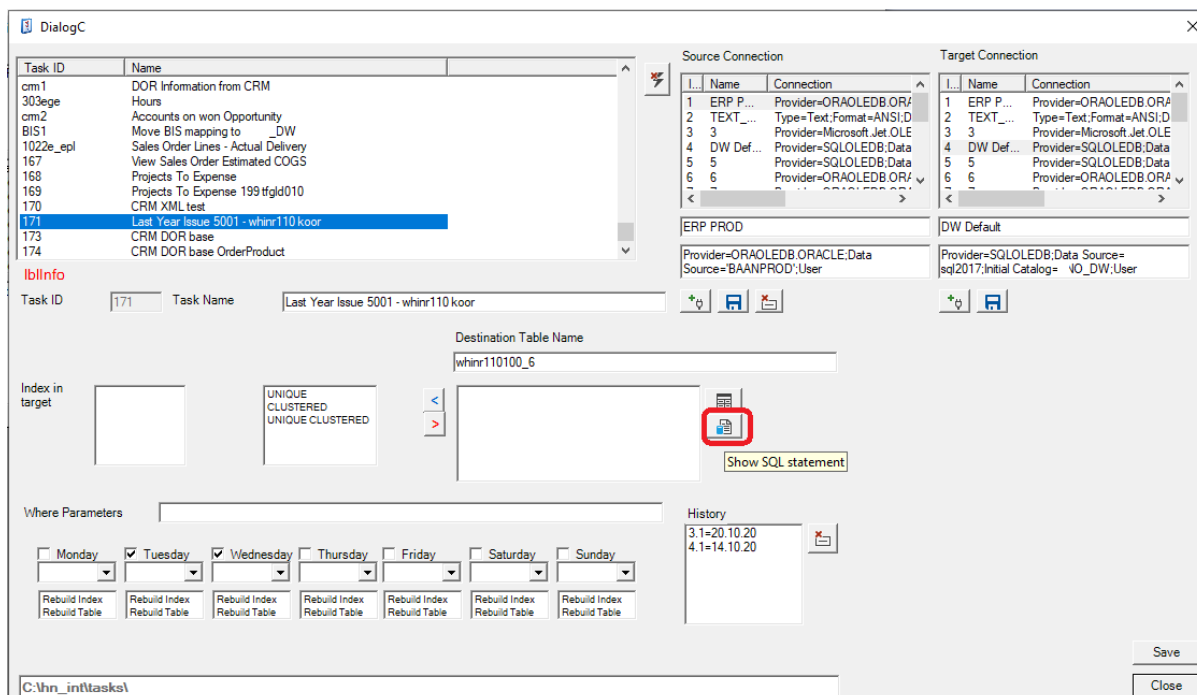 DialogC
Task ID Name
crm1 DOR Information from CRM
303ege Hours
crm2 Accounts on won Opportunity
BIS1 Move BIS mapping to _DW
1022e_epl Sales Order Lines - Actual Delivery
167 View Sales Order Estimated COGS
168 Projects To Expense
169 Projects To Expense 199 tfgld010
170 CRM XML test
171 Last Year Issue 5001 - whinr110 koor
173 CRM DOR base
174 CRM DOR base OrderProduct
Source Connection
I... Name Connection
1 ERP P... Provider=ORAOLEDB.ORA
2 TEXT_... Type=Text;Format=ANSI;D
3 3 Provider=Microsoft.Jet.OLE
4 DW Def... Provider=SQLOLEDB;Data
5 5 Provider=SQLOLEDB;Data
6 6 Provider=ORAOLEDB.ORA
ERP PROD
Provider=ORAOLEDB.ORACLE;Data
Source='BAANPROD';User
Target Connection
I... Name Connection
1 ERP P... Provider=ORAOLEDB.ORA
2 TEXT_... Type=Text;Format=ANSI;D
3 3 Provider=Microsoft.Jet.OLE
4 DW Def... Provider=SQLOLEDB;Data
5 5 Provider=SQLOLEDB;Data
6 6 Provider=ORAOLEDB.ORA
DW Default
Provider=SQLOLEDB;Data Source=
sql2017;Initial Catalog= NO_DW;User
lblInfo
Task ID 171 Task Name Last Year Issue 5001 - whinr110 koor
Destination Table Name
whinr110100_6
Index in
target
UNIQUE
CLUSTERED
UNIQUE CLUSTERED
<
>
Show SQL statement
Where Parameters
History
3.1=20.10.20
4.1=14.10.20
Monday Tuesday Wednesday Thursday Friday Saturday Sunday
Rebuild Index Rebuild Index Rebuild Index Rebuild Index Rebuild Index Rebuild Index Rebuild Index
Rebuild Table Rebuild Table Rebuild Table Rebuild Table Rebuild Table Rebuild Table Rebuild Table
Save
Close
C:\hn_int\tasks\